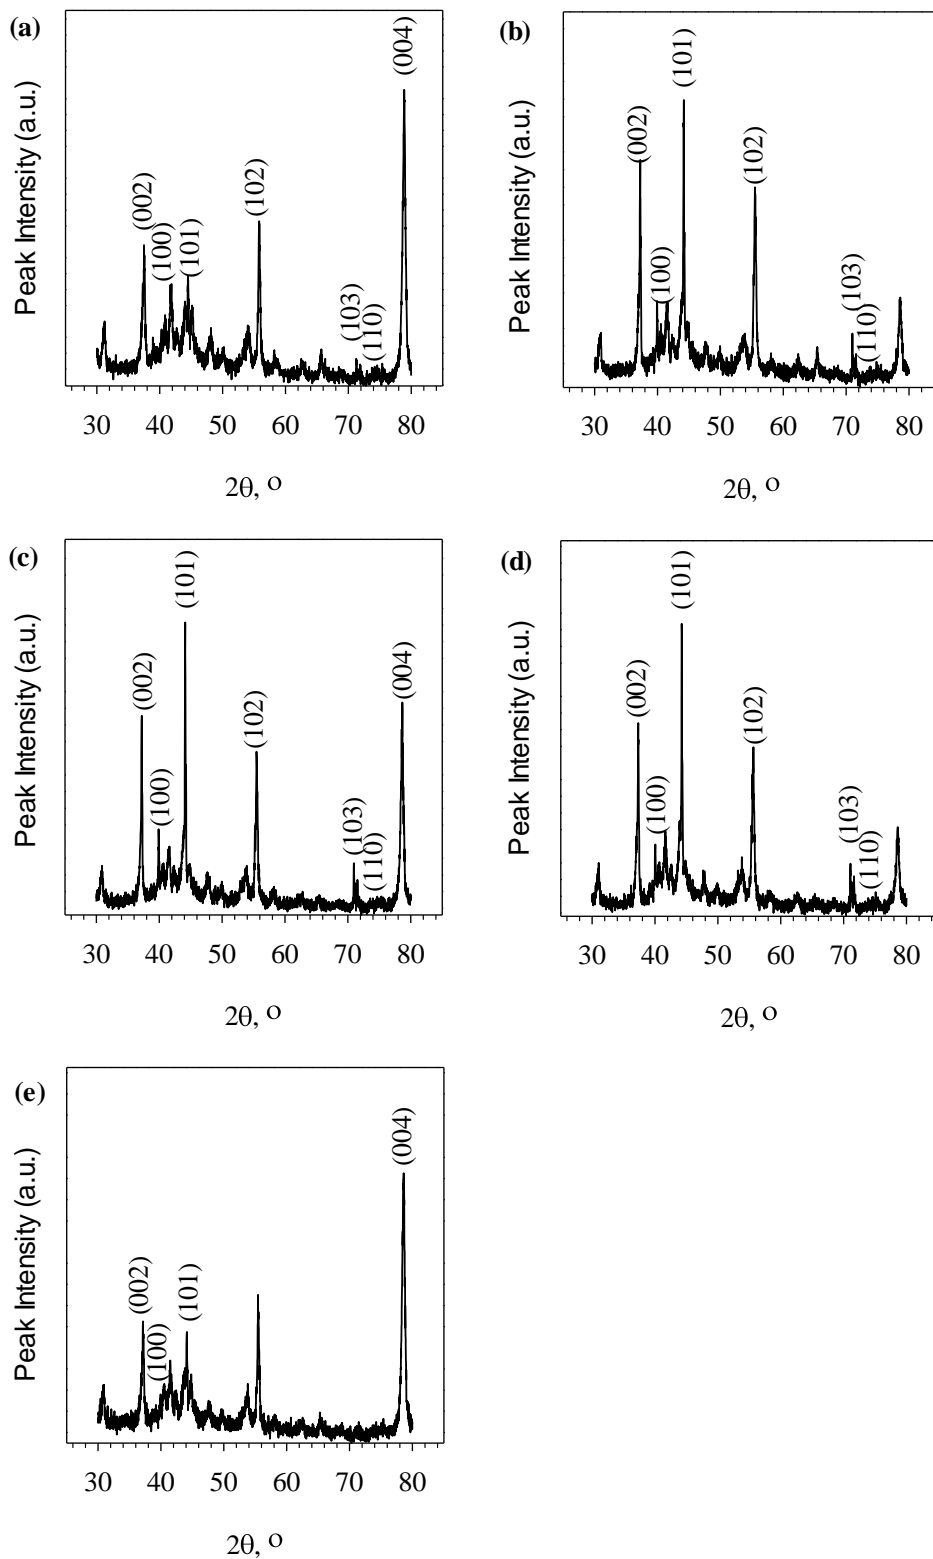 (a)
Peak Intensity (a.u.)
(002)
(100)
(101)
(102)
(103)
(110)
(004)
30 40 50 60 70 80
2θ, º
(b)
Peak Intensity (a.u.)
(002)
(100)
(101)
(102)
(103)
(110)
30 40 50 60 70 80
2θ, º
(c)
Peak Intensity (a.u.)
(002)
(100)
(101)
(102)
(103)
(110)
(004)
30 40 50 60 70 80
2θ, º
(d)
Peak Intensity (a.u.)
(002)
(100)
(101)
(102)
(103)
(110)
30 40 50 60 70 80
2θ, º
(e)
Peak Intensity (a.u.)
(002)
(100)
(101)
(004)
30 40 50 60 70 80
2θ, º